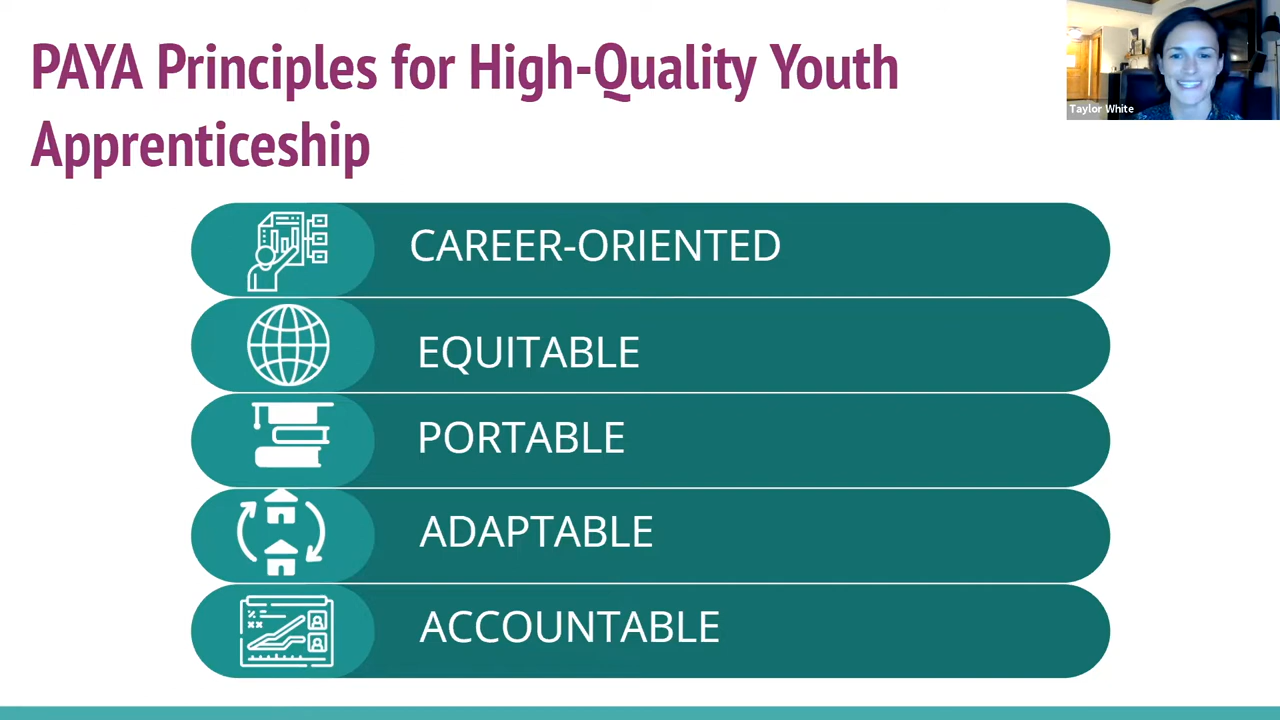 PAYA Principles for High-Quality Youth
Apprenticeship
Taylor White
CAREER-ORIENTED
EQUITABLE
PORTABLE
ADAPTABLE
ACCOUNTABLE